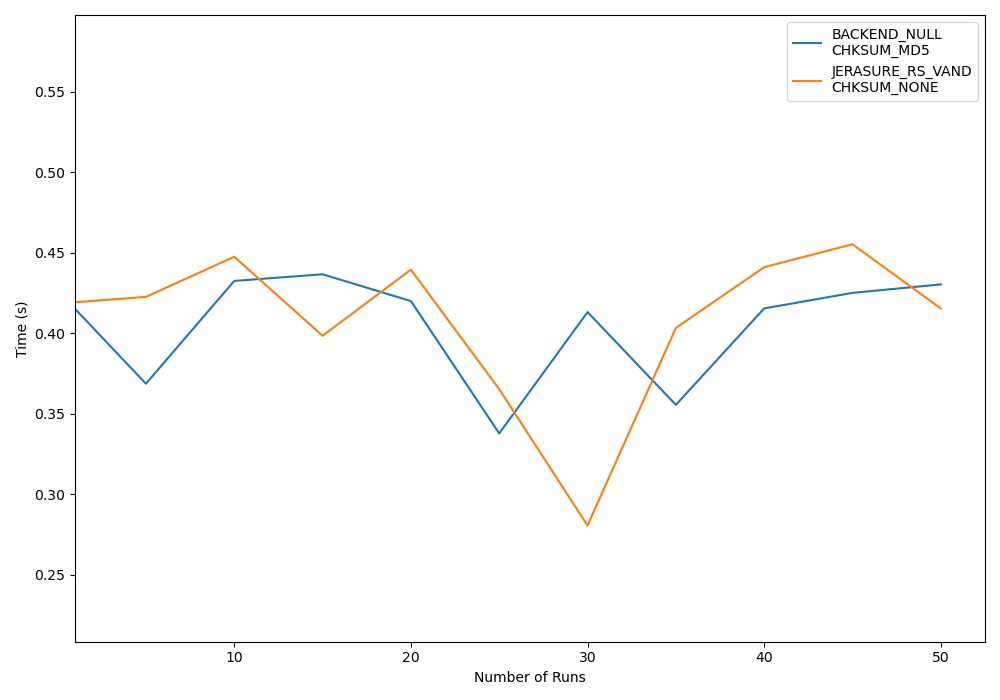 BACKEND_NULL
CHKSUM_MD5
JERASURE_RS_VAND
CHKSUM_NONE
0.55
0.50
0.45
0.40
0.35
0.30
0.25
Time (s)
10 20 30 40 50
Number of Runs